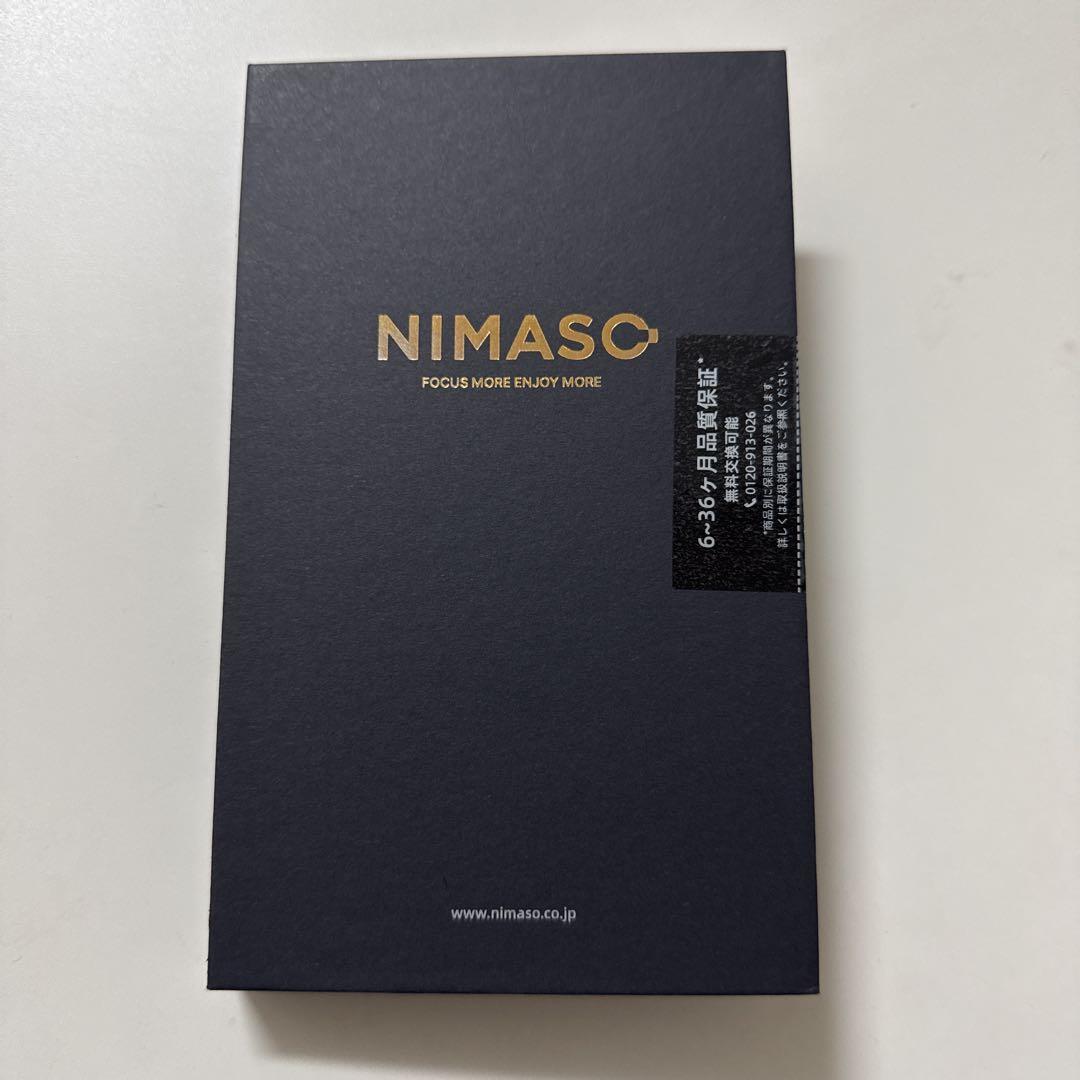 NIMASO
FOCUS MORE ENJOY MORE
6~36ヶ月品質保証*
無料交換可能
0120-913-026
*商品別に保証期間が異なります。
詳しくは取扱説明書をご参照ください。
www.nimaso.co.jp